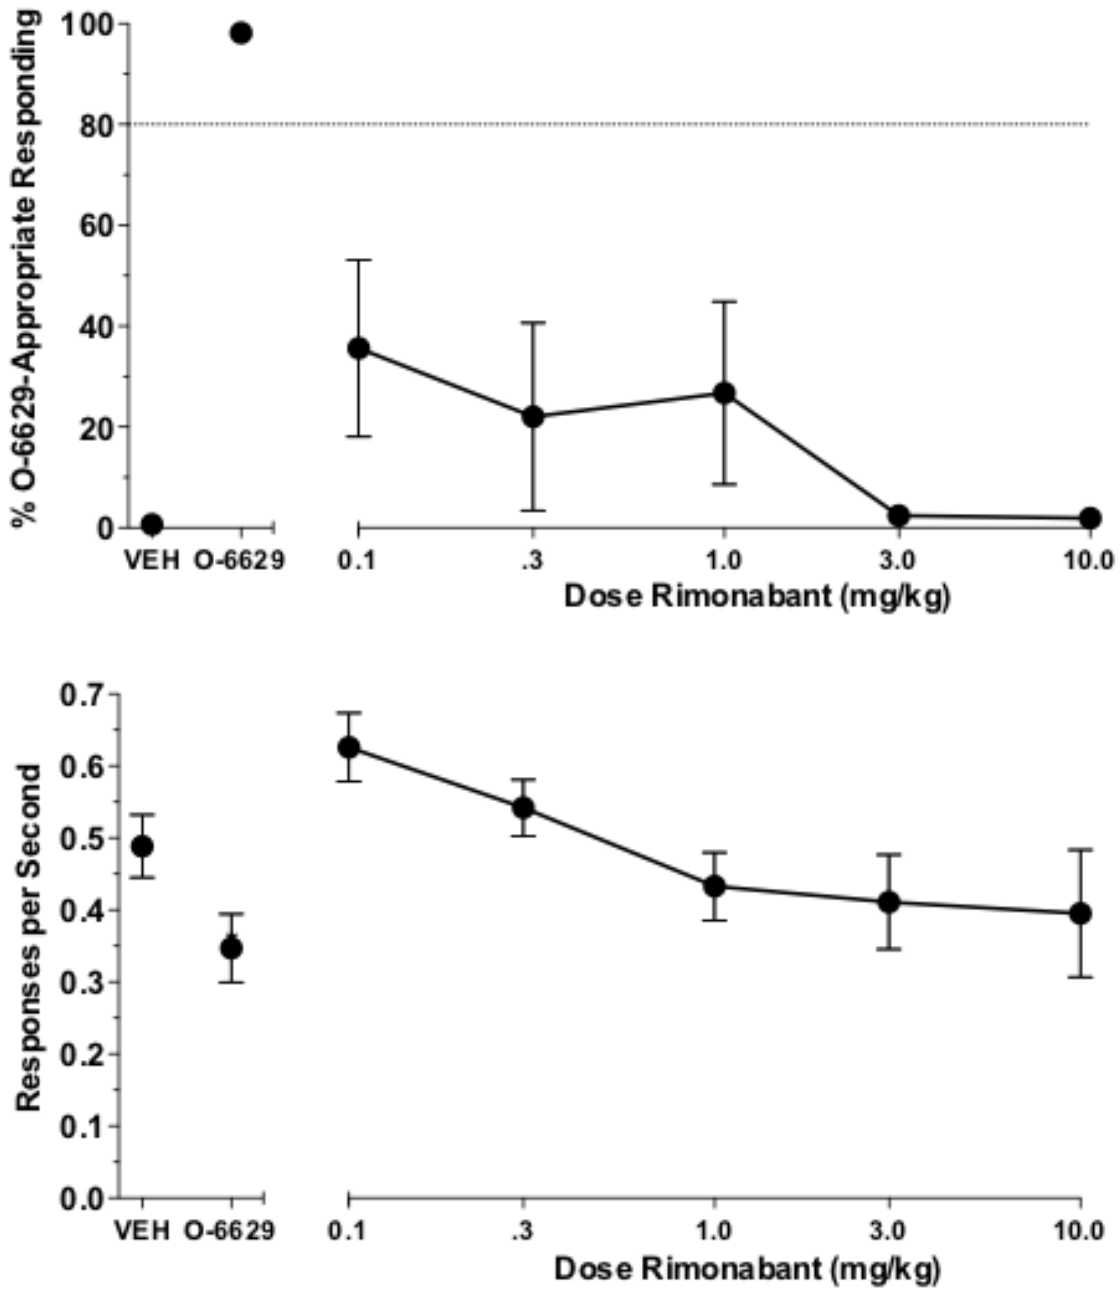 % O-6629-Appropriate Responding
100
80
60
40
20
0
VEH O-6629 0.1 .3 1.0 3.0 10.0
Dose Rimonabant (mg/kg)
Responses per Second
0.7
0.6
0.5
0.4
0.3
0.2
0.1
0.0
VEH O-6629 0.1 .3 1.0 3.0 10.0
Dose Rimonabant (mg/kg)